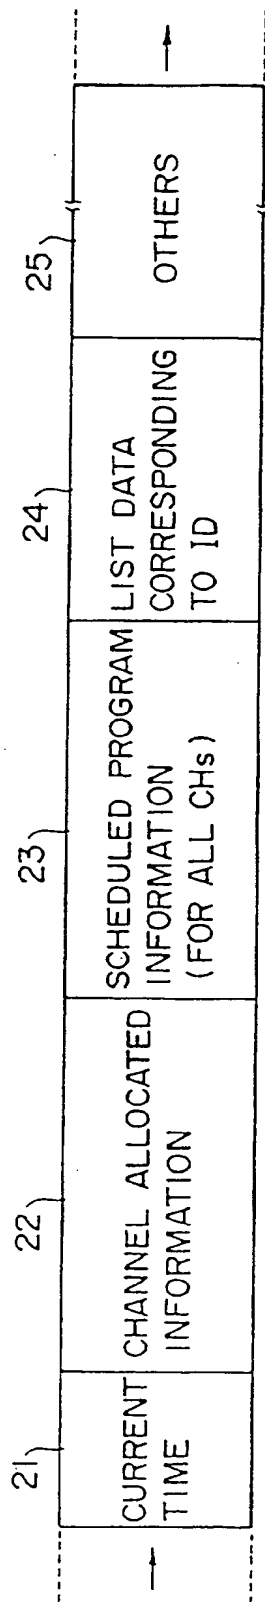 21
22
23
24
25
CURRENT
TIME
CHANNEL ALLOCATED
INFORMATION
SCHEDULED PROGRAM
INFORMATION
(FOR ALL CHs)
LIST DATA
CORRESPONDING
TO ID
OTHERS